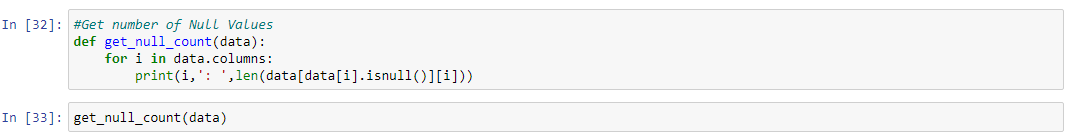 In [32]: #Get number of Null Values
def get_null_count(data):
    for i in data.columns:
        print(i,': ',len(data[data[i].isnull()][i]))
In [33]: get_null_count(data)